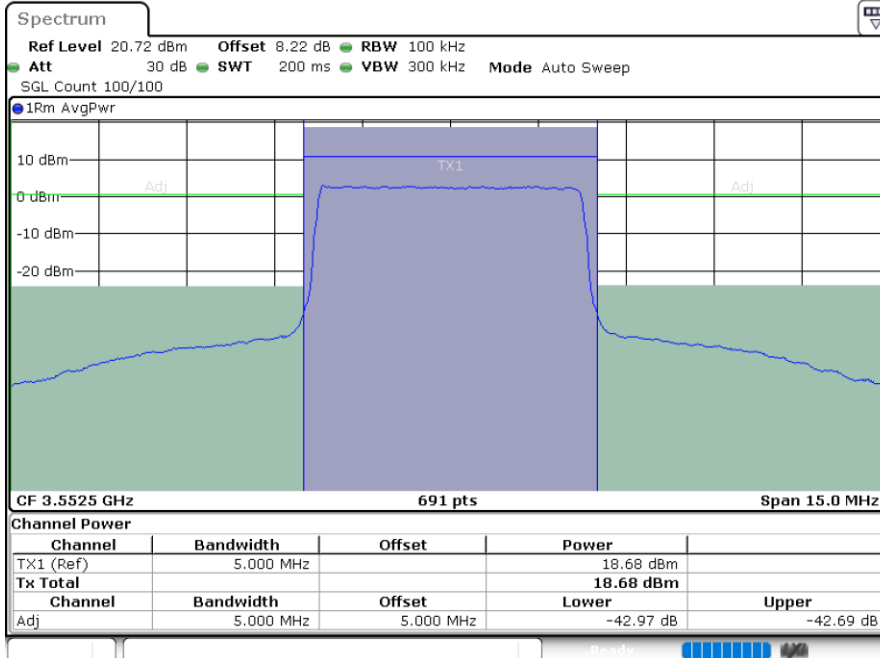 Spectrum
Ref Level 20.72 dBm Offset 8.22 dB RBW 100 kHz
Att 30 dB SWT 200 ms VBW 300 kHz Mode Auto Sweep
SGL Count 100/100
1Rm AvgPwr
10 dBm
TX1
Adj Adj
0 dBm
-10 dBm
-20 dBm
CF 3.5525 GHz 691 pts Span 15.0 MHz
Channel Power
Channel Bandwidth Offset Power
TX1 (Ref) 5.000 MHz 18.68 dBm
Tx Total 18.68 dBm
Channel Bandwidth Offset Lower Upper
Adj 5.000 MHz 5.000 MHz -42.97 dB -42.69 dB
Ready